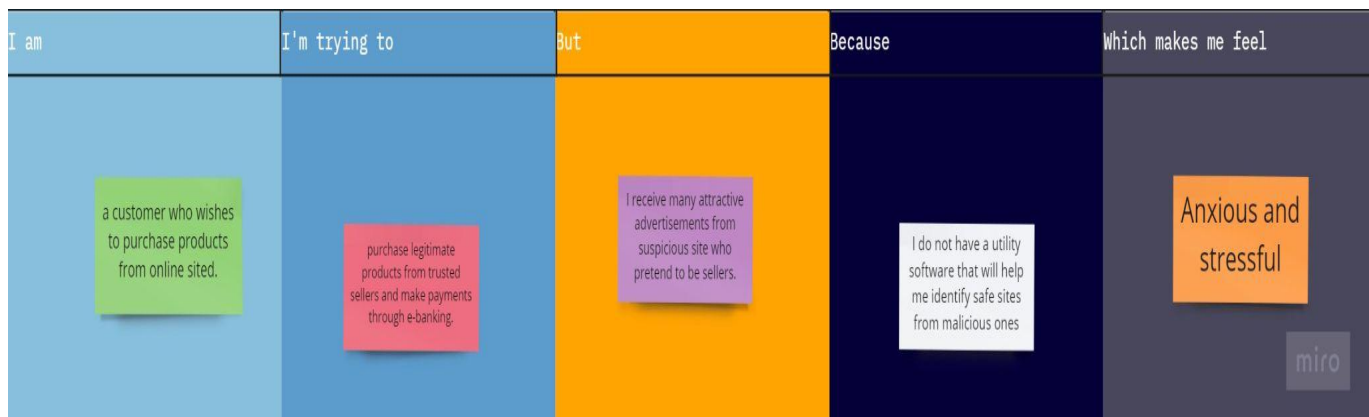 I am
I'm trying to
But
Because
Which makes me feel
a customer who wishes
to purchase products
from online sited.
purchase legitimate
products from trusted
sellers and make payments
through e-banking.
I receive many attractive
advertisements from
suspicious site who
pretend to be sellers.
I do not have a utility
software that will help
me identify safe sites
from malicious ones
Anxious and
stressful
miro